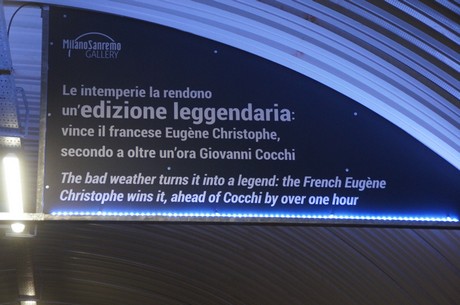 MilanoSanremo
GALLERY
Le intemperie la rendono
un'edizione leggendaria:
vince il francese Eugène Christophe,
secondo a oltre un'ora Giovanni Cocchi
The bad weather turns it into a legend: the French Eugène
Christophe wins it, ahead of Cocchi by over one hour